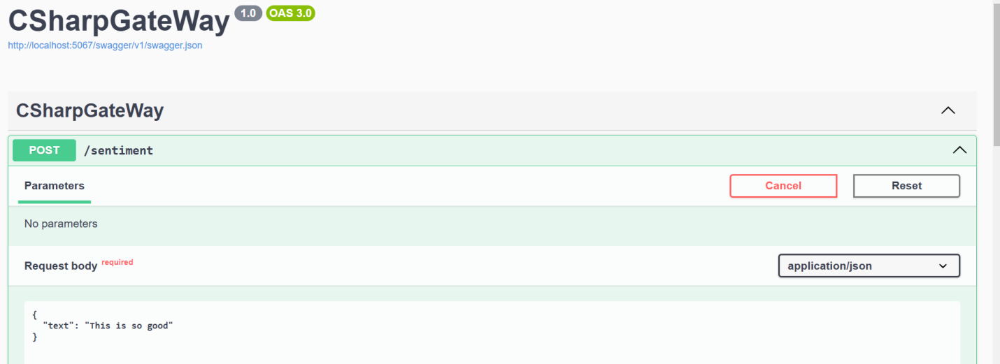 CSharpGateWay 1.0 OAS 3.0
http://localhost:5067/swagger/v1/swagger.json
CSharpGateWay
POST /sentiment
Parameters Cancel Reset
No parameters
Request body required application/json
{
"text": "This is so good"
}